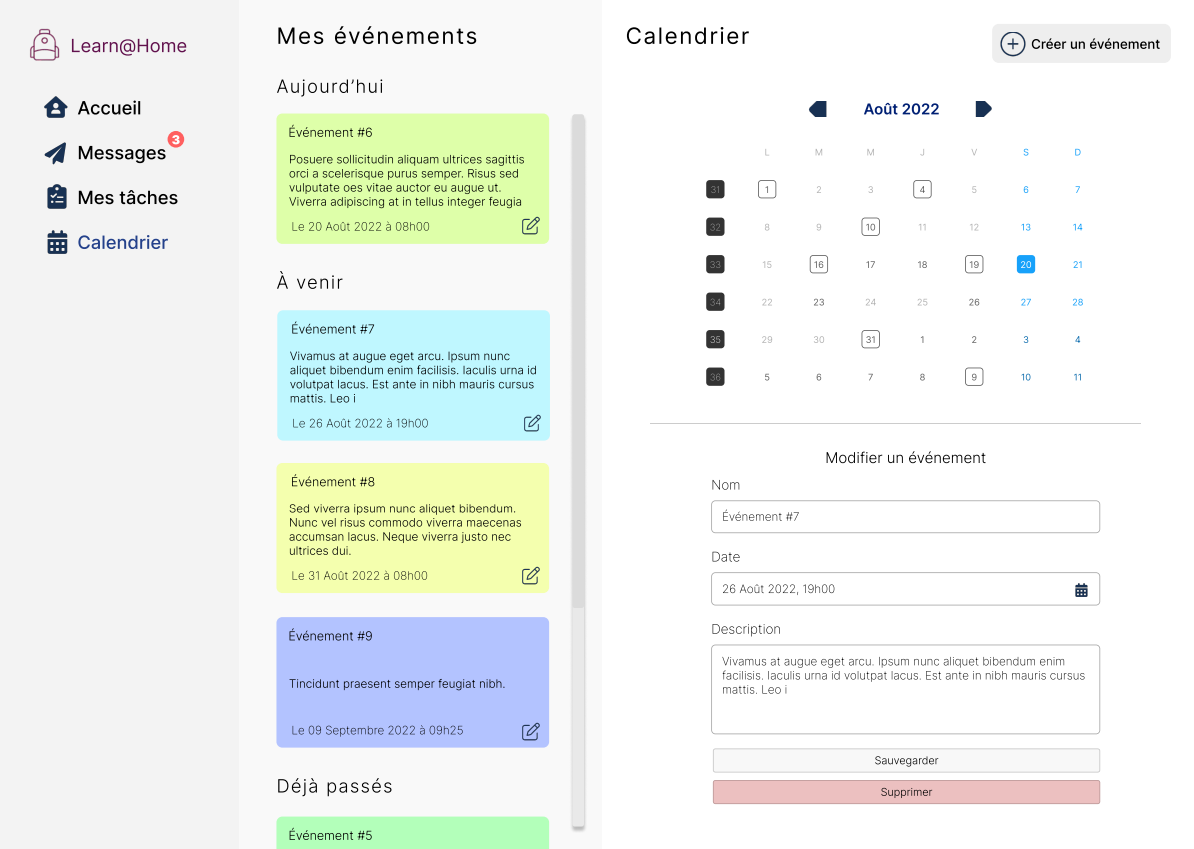 Learn@Home
Accueil
Messages
3
Mes tâches
Calendrier
Mes événements
Aujourd’hui
Événement #6
Posuere sollicitudin aliquam ultrices sagittis
orci a scelerisque purus semper. Risus sed
vulputate oes vitae auctor eu augue ut.
Viverra adipiscing at in tellus integer feugia
Le 20 Août 2022 à 08h00
À venir
Événement #7
Vivamus at augue eget arcu. Ipsum nunc
aliquet bibendum enim facilisis. Iaculis urna id
volutpat lacus. Est ante in nibh mauris cursus
mattis. Leo i
Le 26 Août 2022 à 19h00
Événement #8
Sed viverra ipsum nunc aliquet bibendum.
Nunc vel risus commodo viverra maecenas
accumsan lacus. Neque viverra justo nec
ultrices dui.
Le 31 Août 2022 à 08h00
Événement #9
Tincidunt praesent semper feugiat nibh.
Le 09 Septembre 2022 à 09h25
Déjà passés
Événement #5
Calendrier
Créer un événement
Août 2022
L M M J V S D
31 1 2 3 4 5 6 7
32 8 9 10 11 12 13 14
33 15 16 17 18 19 20 21
34 22 23 24 25 26 27 28
35 29 30 31 1 2 3 4
36 5 6 7 8 9 10 11
Modifier un événement
Nom
Événement #7
Date
26 Août 2022, 19h00
Description
Vivamus at augue eget arcu. Ipsum nunc aliquet bibendum enim
facilisis. Iaculis urna id volutpat lacus. Est ante in nibh mauris cursus
mattis. Leo i
Sauvegarder
Supprimer